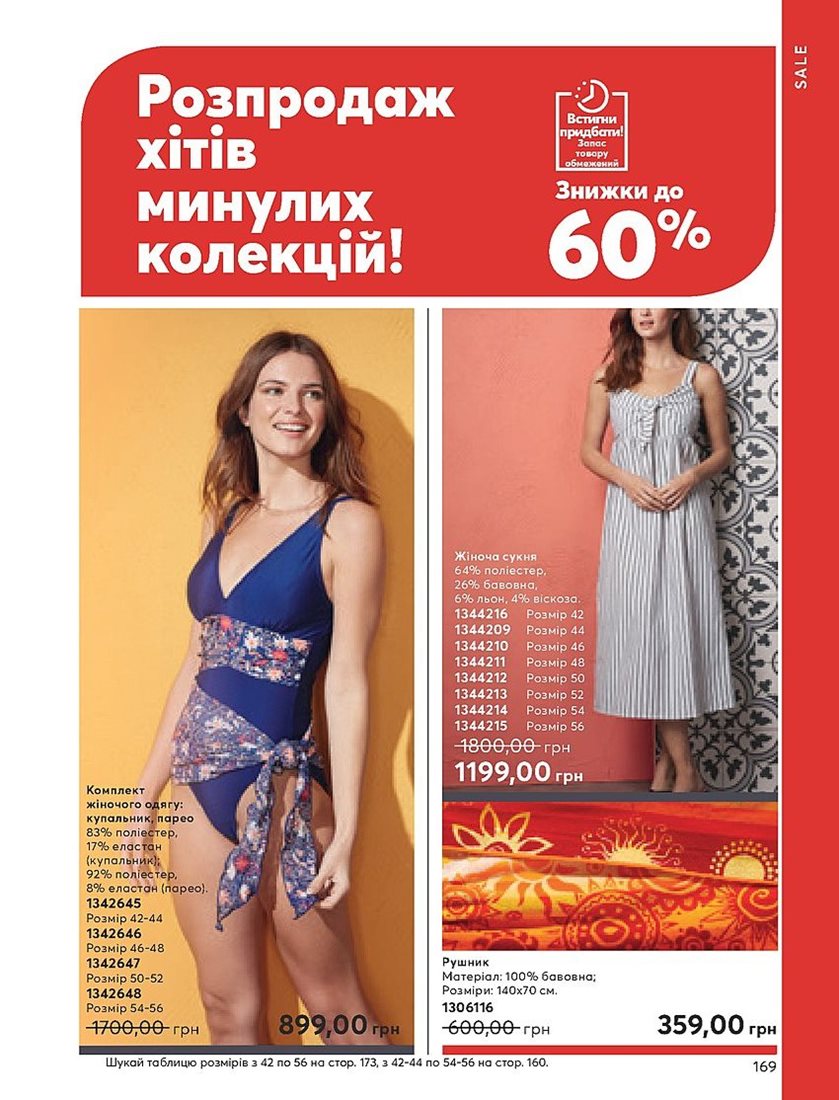 SALE
Розпродаж
хітів
минулих
колекцій!
Встигни
придбати!
Запас
товару
обмежений
Знижки до
60%
Комплект
жіночого одягу:
купальник, парео
83% поліестер,
17% еластан
(купальник);
92% поліестер,
8% еластан (парео).
1342645
Розмір 42-44
1342646
Розмір 46-48
1342647
Розмір 50-52
1342648
Розмір 54-56
1700,00 грн
899,00 грн
Жіноча сукня
64% поліестер,
26% бавовна,
6% льон, 4% віскоза.
1344216 Розмір 42
1344209 Розмір 44
1344210 Розмір 46
1344211 Розмір 48
1344212 Розмір 50
1344213 Розмір 52
1344214 Розмір 54
1344215 Розмір 56
1800,00 грн
1199,00 грн
Рушник
Матеріал: 100% бавовна;
Розміри: 140х70 см.
1306116
600,00 грн
359,00 грн
Шукай таблицю розмірів з 42 по 56 на стор. 173, з 42-44 по 54-56 на стор. 160.
169